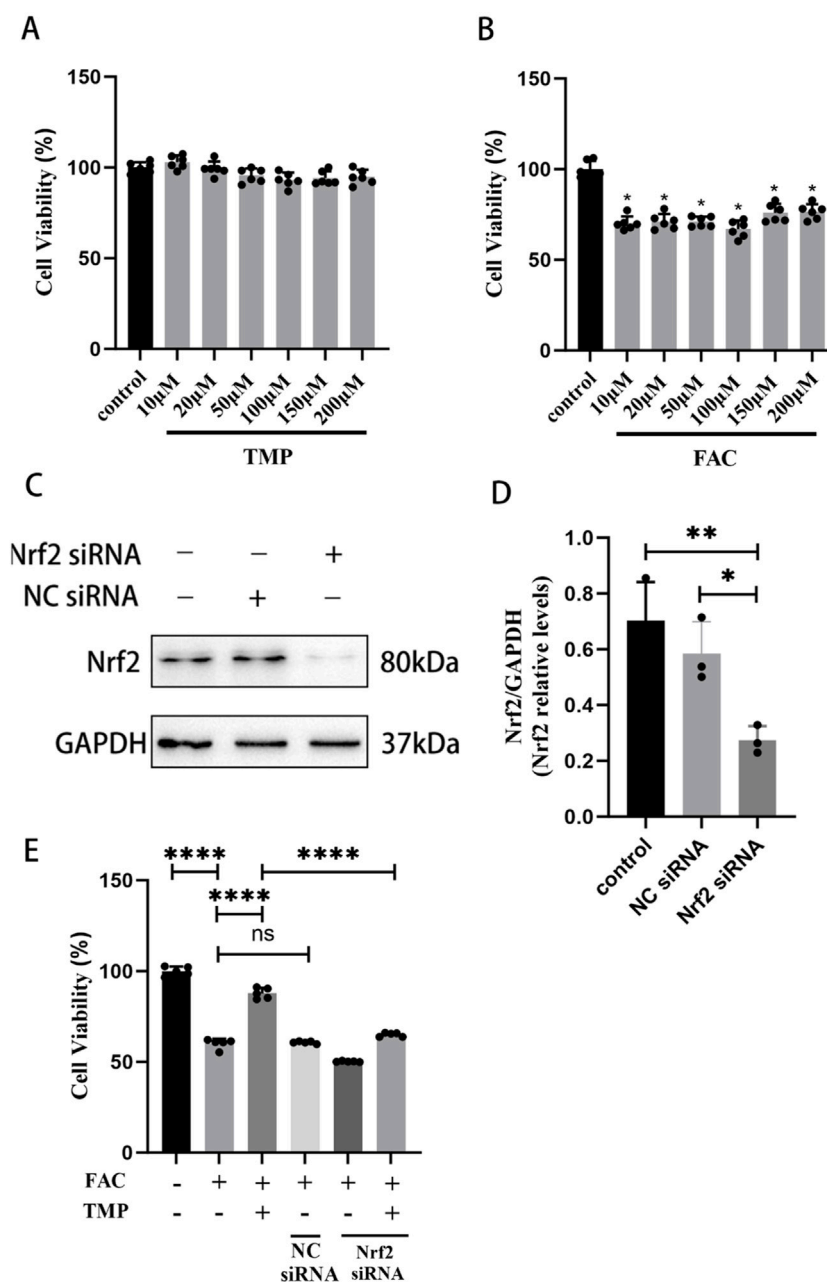 A
150
100
50
0
Cell Viability (%)
control
10μM
20μM
50μM
100μM
150μM
200μM
TMP
B
150
100
50
0
Cell Viability (%)
* * * * * *
control
10μM
20μM
50μM
100μM
150μM
200μM
FAC
C
Nrf2 siRNA − − +
NC siRNA − + −
Nrf2 80kDa
GAPDH 37kDa
D
1.0
0.8
0.6
0.4
0.2
0.0
Nrf2/GAPDH
(Nrf2 relative levels)
**
*
control
NC siRNA
Nrf2 siRNA
E
**** ****
****
ns
150
100
50
0
Cell Viability (%)
FAC - + + + + +
TMP - - + - - +
NC
siRNA
Nrf2
siRNA